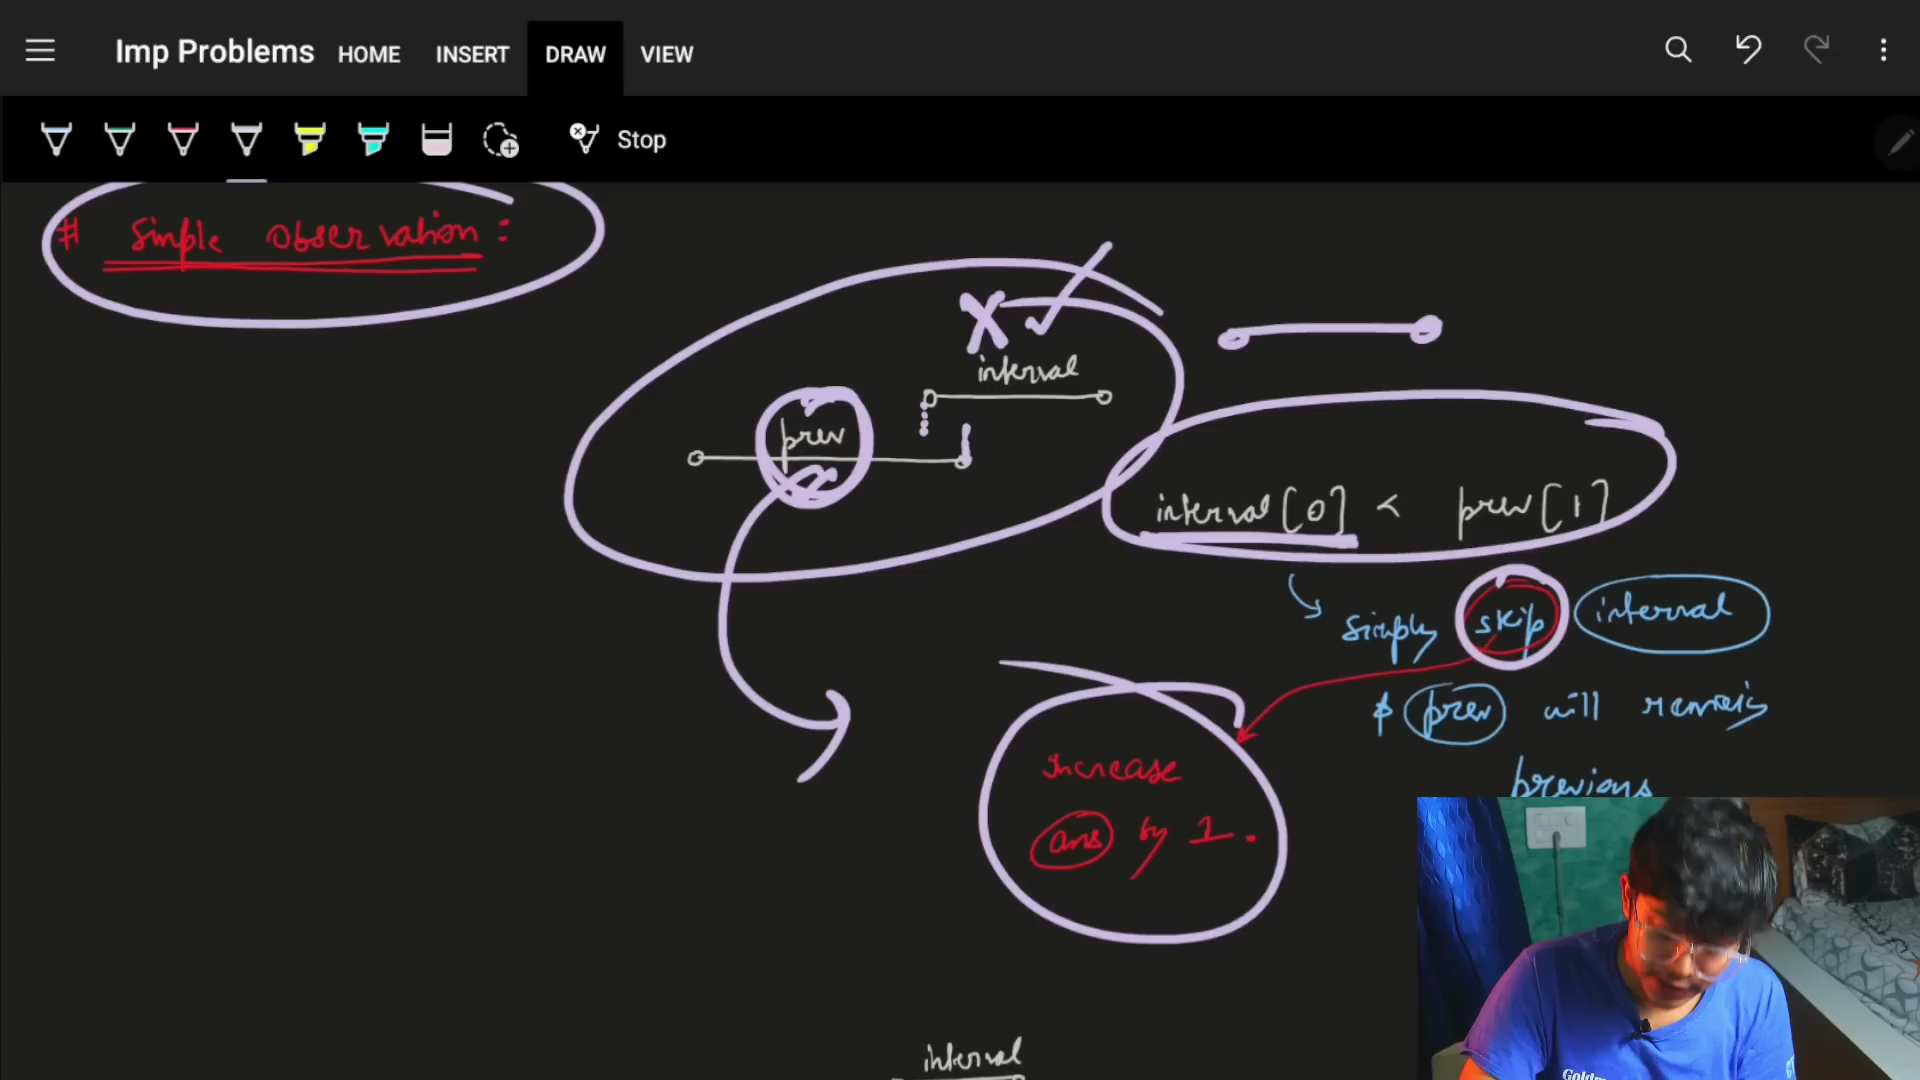 Imp Problems HOME INSERT DRAW VIEW
Stop
# Simple observation :
interval
prev
interval[0] < prev[1]
simply skip interval
& prev will remain
previous
increase
ans by 1.
interval